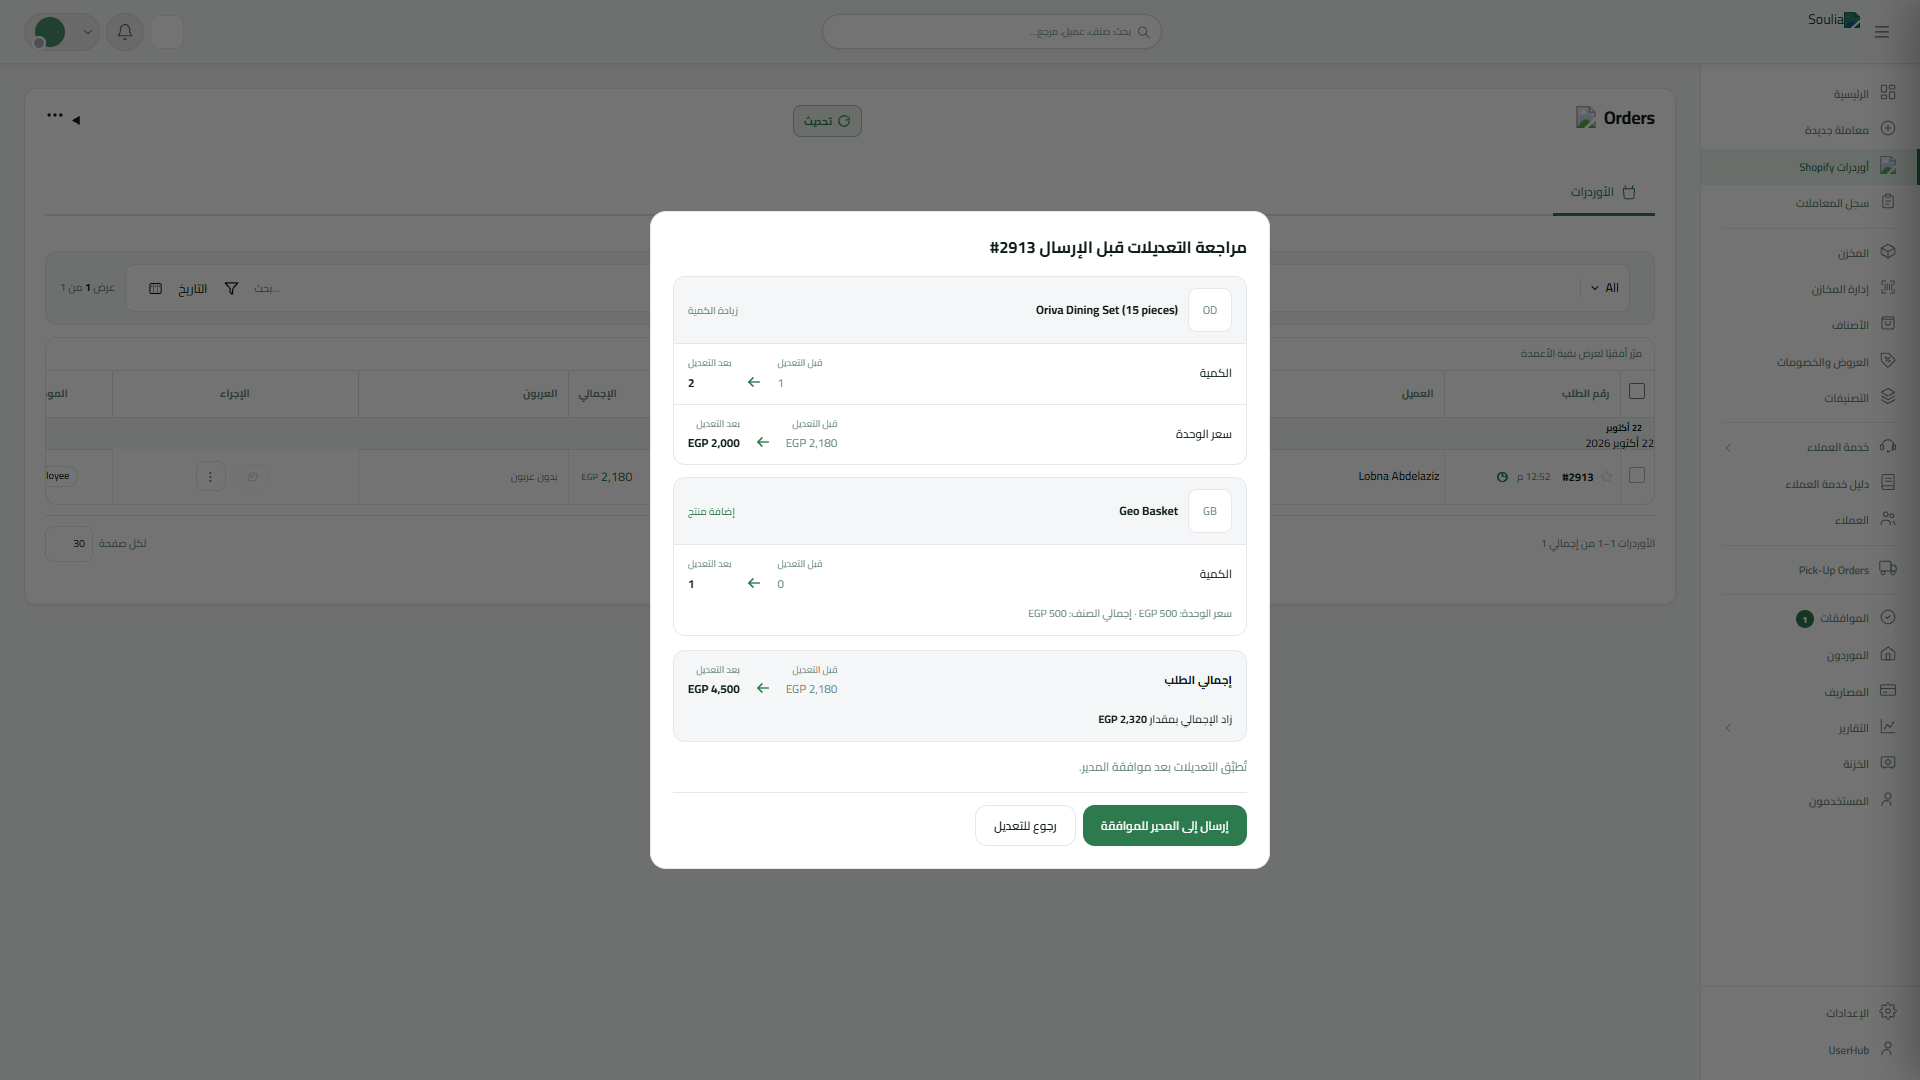 Soulia
بحث: صنف، عميل، مرجع...
الرئيسية
معاملة جديدة
أوردرات Shopify
سجل المعاملات
المخزن
إدارة المخازن
الأصناف
العروض والخصومات
التصنيفات
خدمة العملاء
دليل خدمة العملاء
العملاء
Pick-Up Orders
الموافقات 1
الموردون
المصاريف
التقارير
الخزنة
المستخدمون
الإعدادات
UserHub
Orders
تحديث
الأوردرات
All
بحث...
التاريخ
عرض 1 من 1
مرّر أفقيًا لعرض بقية الأعمدة
رقم الطلب
العميل
الإجمالي
العربون
الإجراء
22 أكتوبر
22 أكتوبر 2026
#2913
12:52 م
Lobna Abdelaziz
2,180 EGP
بدون عربون
loyee
الأوردرات 1–1 من إجمالي 1
لكل صفحة
30
مراجعة التعديلات قبل الإرسال 2913#
OD
Oriva Dining Set (15 pieces)
زيادة الكمية
الكمية
قبل التعديل
1
بعد التعديل
2
سعر الوحدة
قبل التعديل
EGP 2,180
بعد التعديل
EGP 2,000
GB
Geo Basket
إضافة منتج
الكمية
قبل التعديل
0
بعد التعديل
1
سعر الوحدة: EGP 500 · إجمالي الصنف: EGP 500
إجمالي الطلب
قبل التعديل
EGP 2,180
بعد التعديل
EGP 4,500
زاد الإجمالي بمقدار EGP 2,320
تُطبَّق التعديلات بعد موافقة المدير.
إرسال إلى المدير للموافقة
رجوع للتعديل